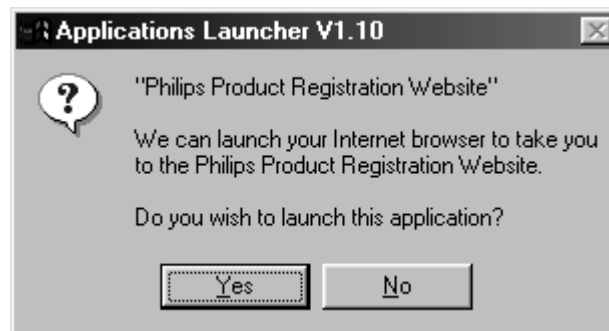 Applications Launcher V1.10
"Philips Product Registration Website"
We can launch your Internet browser to take you
to the Philips Product Registration Website.
Do you wish to launch this application?
Yes No